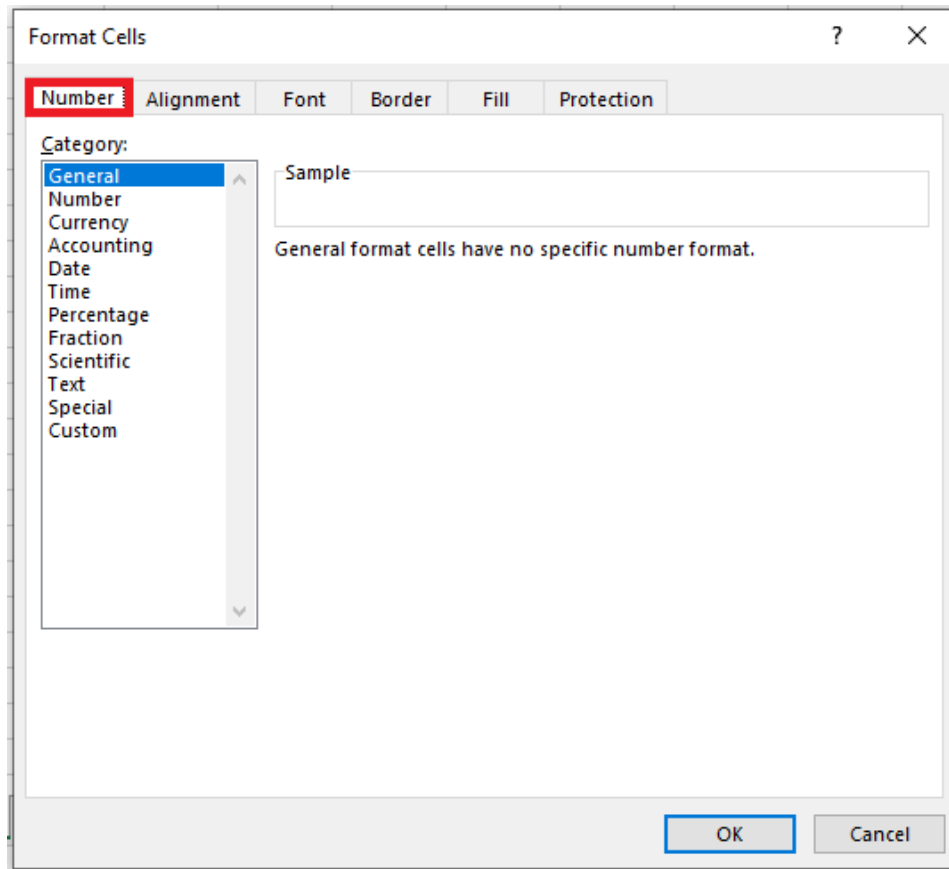 Format Cells ?
Number Alignment Font Border Fill Protection
Category:
General
Number
Currency
Accounting
Date
Time
Percentage
Fraction
Scientific
Text
Special
Custom
Sample
General format cells have no specific number format.
OK Cancel